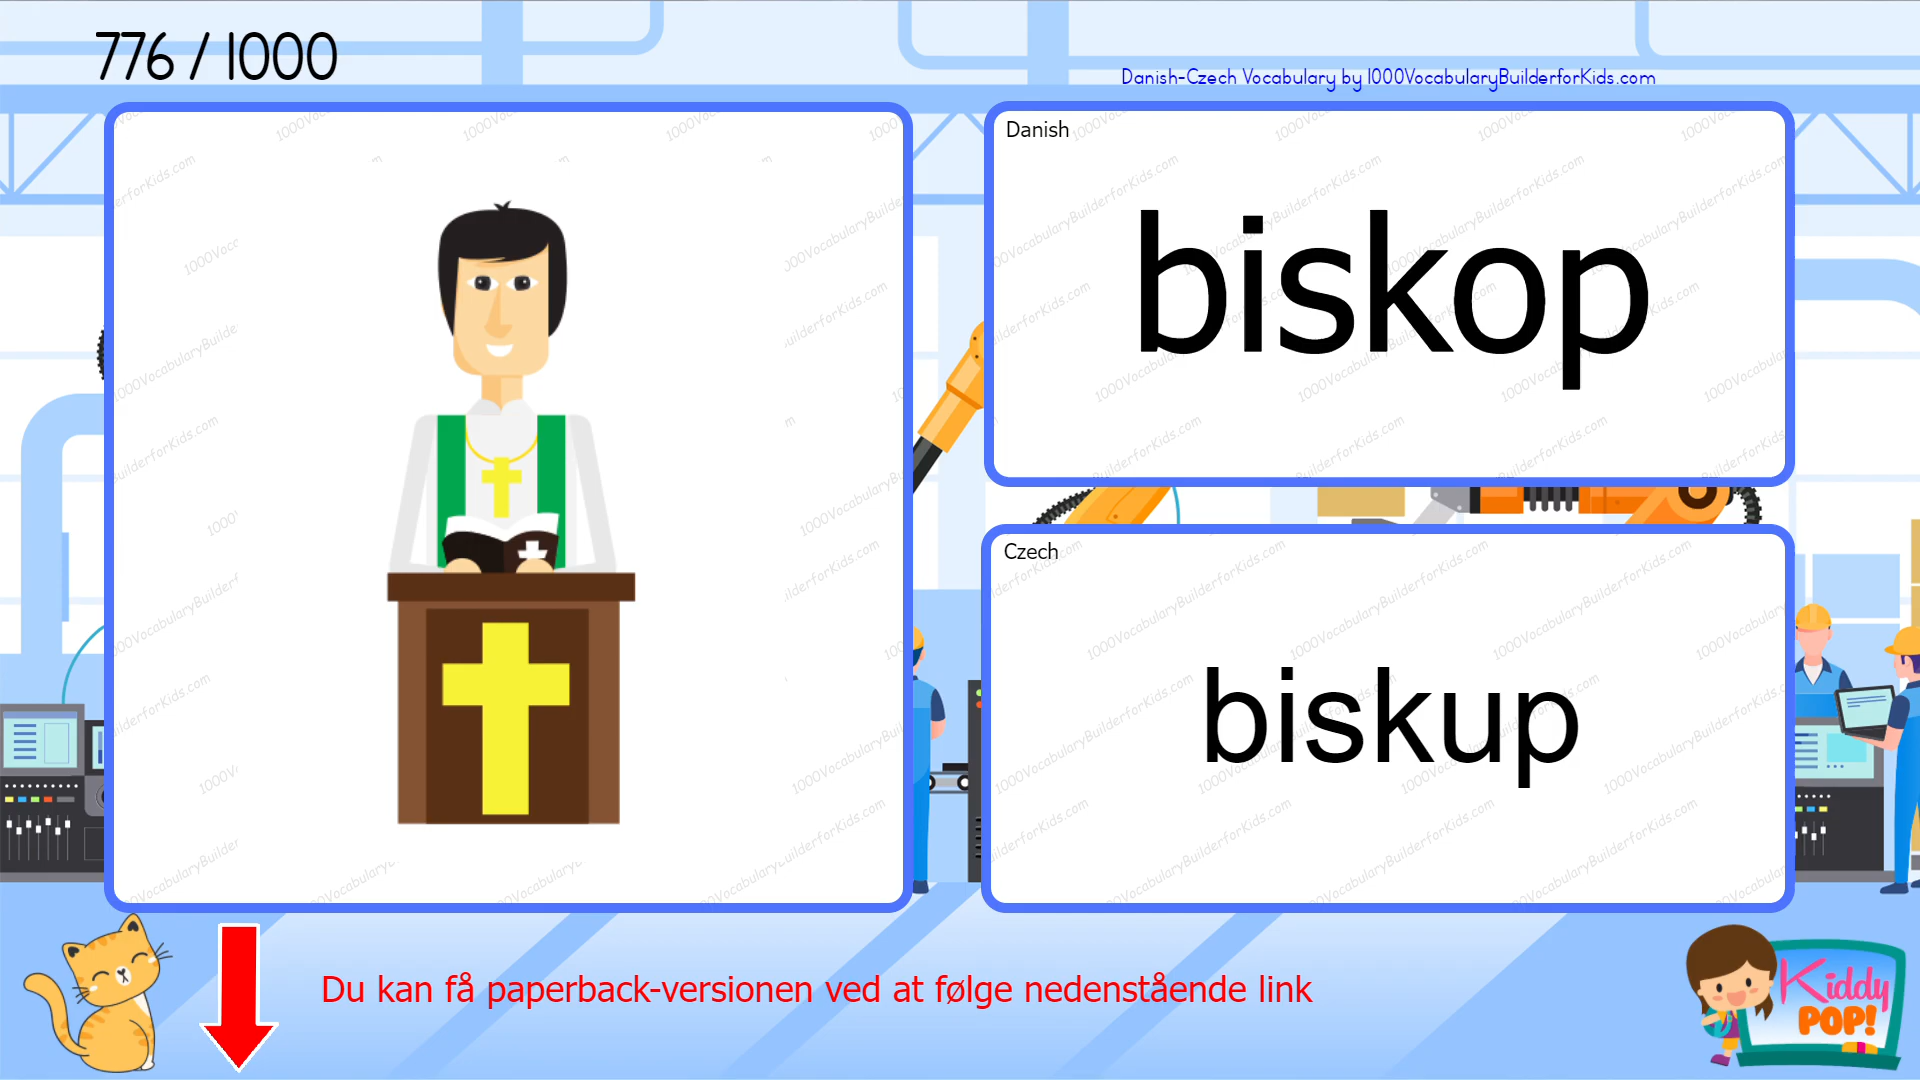 776 / 1000
Danish-Czech Vocabulary by 1000VocabularyBuilderforKids.com
Danish
biskop
Czech
biskup
Du kan få paperback-versionen ved at følge nedenstående link
Kiddy
POP!